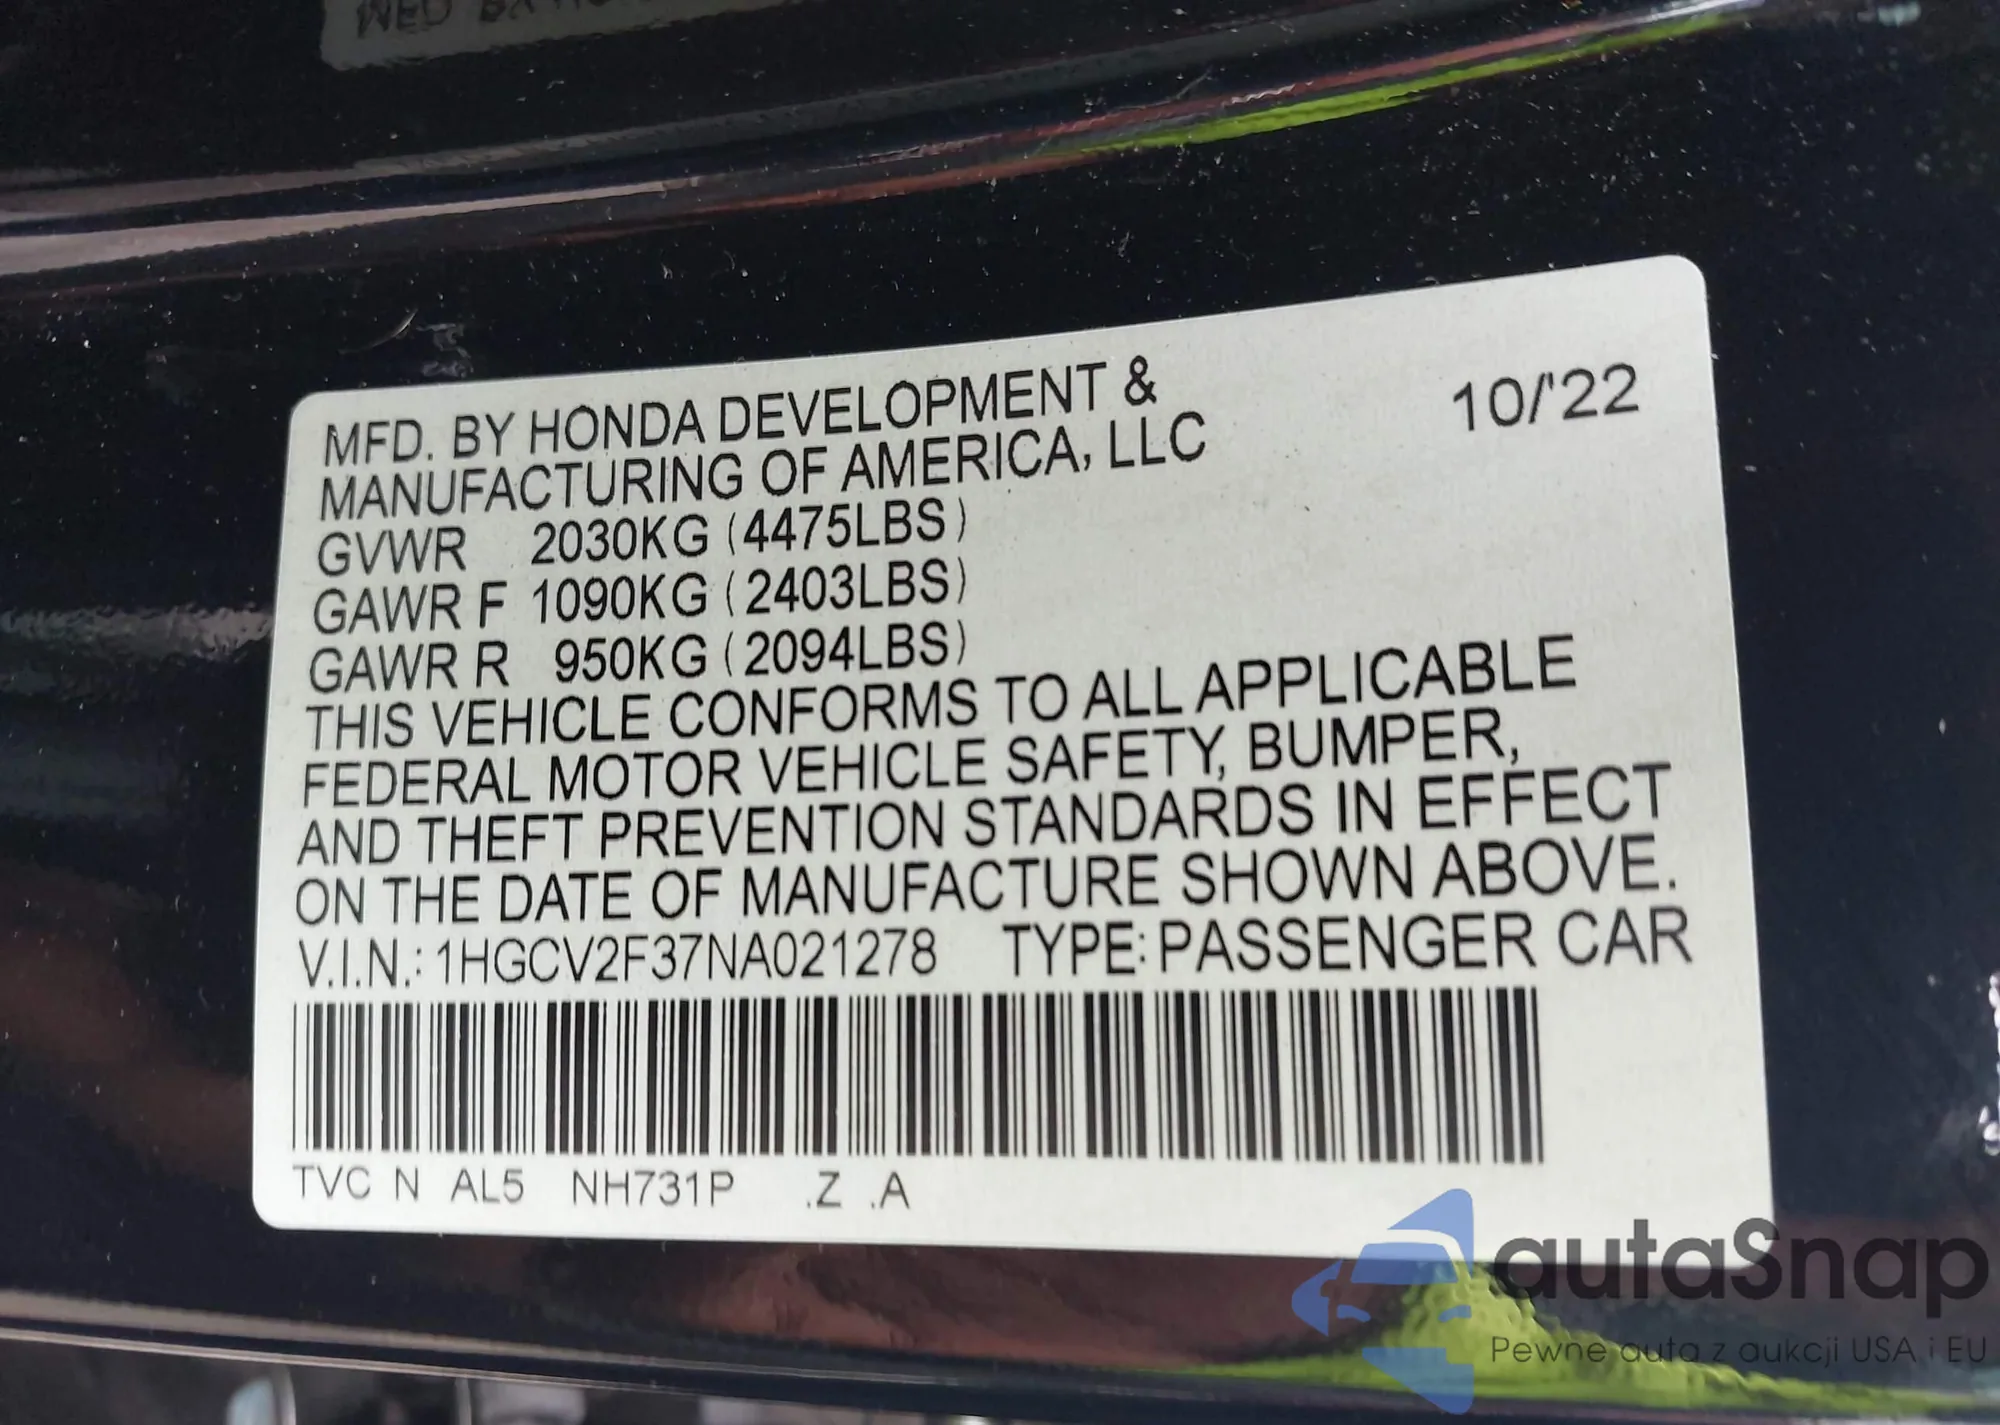 MFD. BY HONDA DEVELOPMENT &
MANUFACTURING OF AMERICA, LLC
10/'22
GVWR 2030KG (4475LBS)
GAWR F 1090KG (2403LBS)
GAWR R 950KG (2094LBS)
THIS VEHICLE CONFORMS TO ALL APPLICABLE
FEDERAL MOTOR VEHICLE SAFETY, BUMPER,
AND THEFT PREVENTION STANDARDS IN EFFECT
ON THE DATE OF MANUFACTURE SHOWN ABOVE.
V.I.N.: 1HGCV2F37NA021278 TYPE: PASSENGER CAR
TVC N AL5 NH731P .Z .A
autaSnap
Pewne auta z aukcji USA i EU